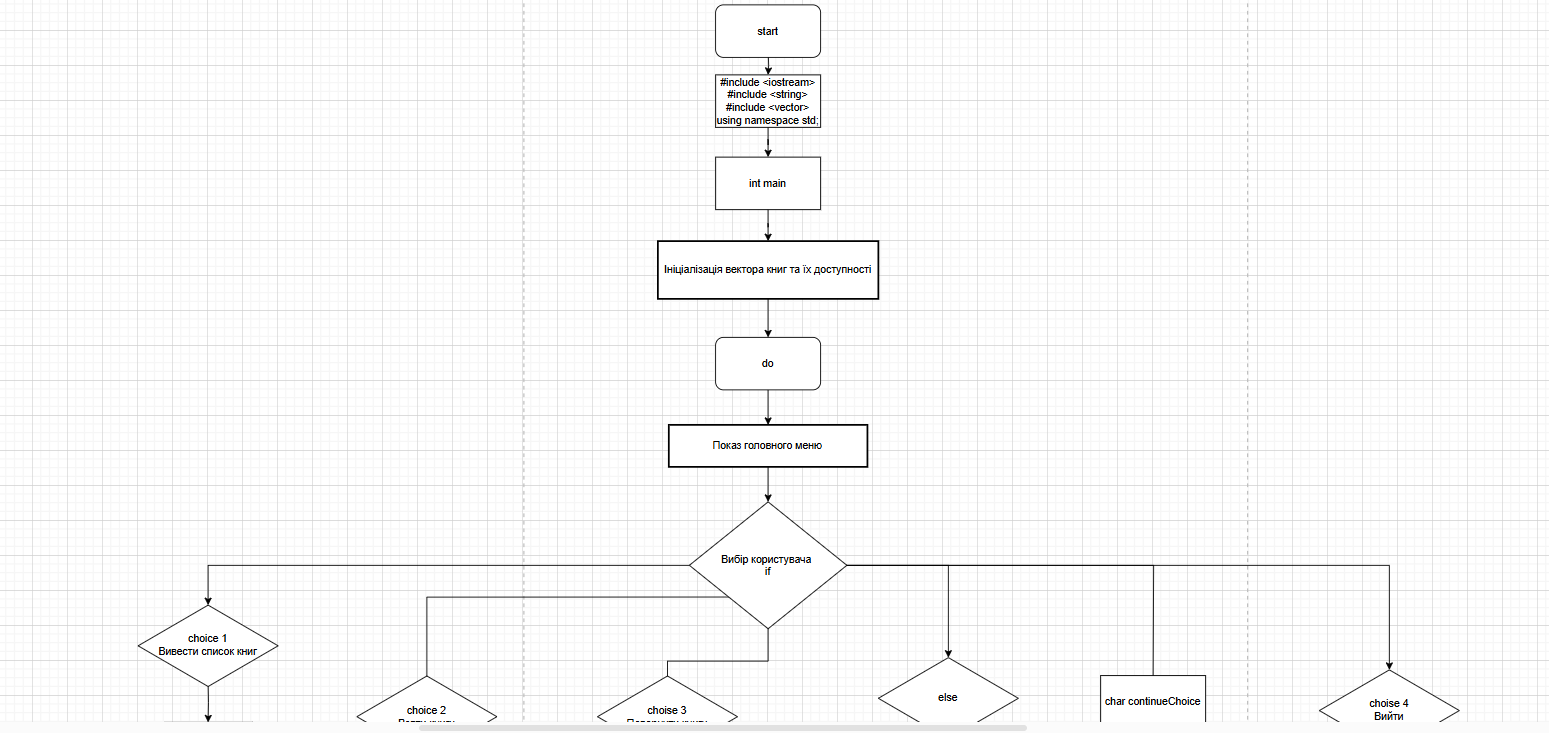 start
#include <iostream>
#include <string>
#include <vector>
using namespace std;
int main
Ініціалізація вектора книг та їх доступності
do
Показ головного меню
Вибір користувача
if
choice 1
Вивести список книг
choice 2
choise 3
else
char continueChoice
choise 4
Вийти